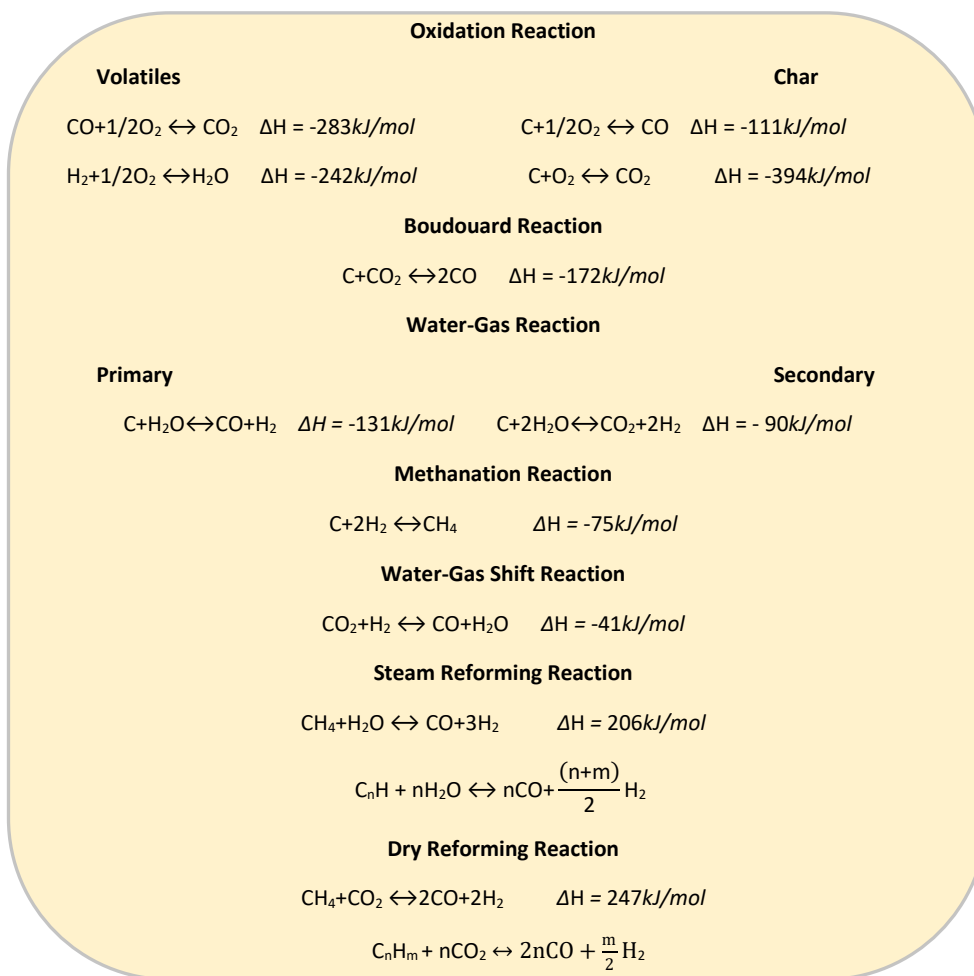 Oxidation Reaction
Volatiles Char
CO+1/2O₂ ↔ CO₂ ΔH = -283kJ/mol C+1/2O₂ ↔ CO ΔH = -111kJ/mol
H₂+1/2O₂ ↔H₂O ΔH = -242kJ/mol C+O₂ ↔ CO₂ ΔH = -394kJ/mol
Boudouard Reaction
C+CO₂ ↔2CO ΔH = -172kJ/mol
Water-Gas Reaction
Primary Secondary
C+H₂O↔CO+H₂ ΔH = -131kJ/mol C+2H₂O↔CO₂+2H₂ ΔH = - 90kJ/mol
Methanation Reaction
C+2H₂ ↔CH₄ ΔH = -75kJ/mol
Water-Gas Shift Reaction
CO₂+H₂ ↔ CO+H₂O ΔH = -41kJ/mol
Steam Reforming Reaction
CH₄+H₂O ↔ CO+3H₂ ΔH = 206kJ/mol
CₙH + nH₂O ↔ nCO+(n+m)/2 H₂
Dry Reforming Reaction
CH₄+CO₂ ↔2CO+2H₂ ΔH = 247kJ/mol
CₙHₘ + nCO₂ ↔ 2nCO + m/2 H₂